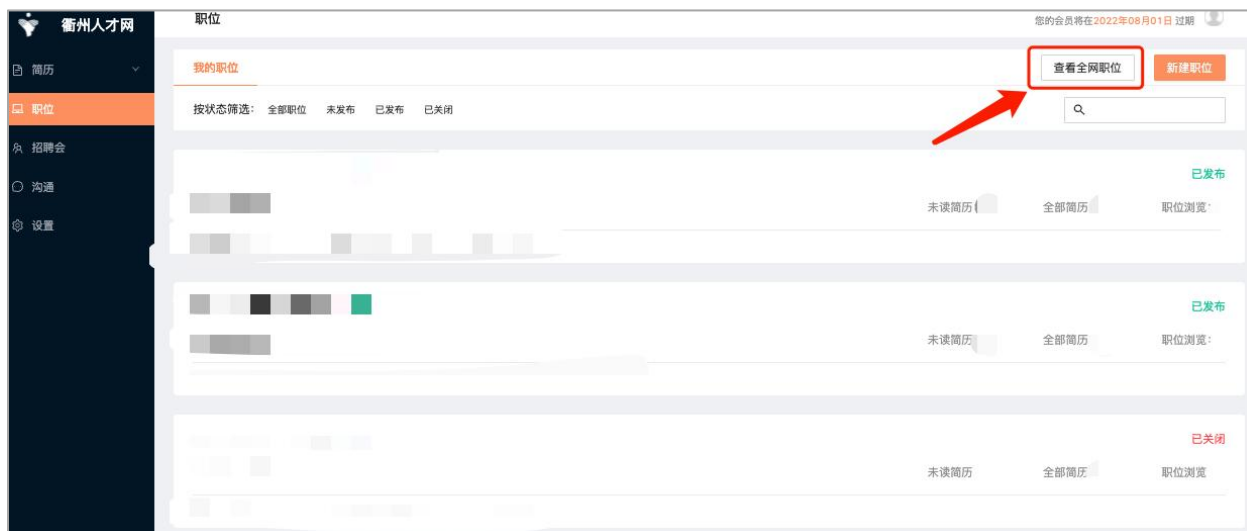 衢州人才网
职位
您的会员将在2022年08月01日 过期
简历
职位
招聘会
沟通
设置
我的职位
查看全网职位
新建职位
按状态筛选： 全部职位 未发布 已发布 已关闭
已发布
未读简历 全部简历 职位浏览
已发布
未读简历 全部简历 职位浏览：
已关闭
未读简历 全部简历 职位浏览